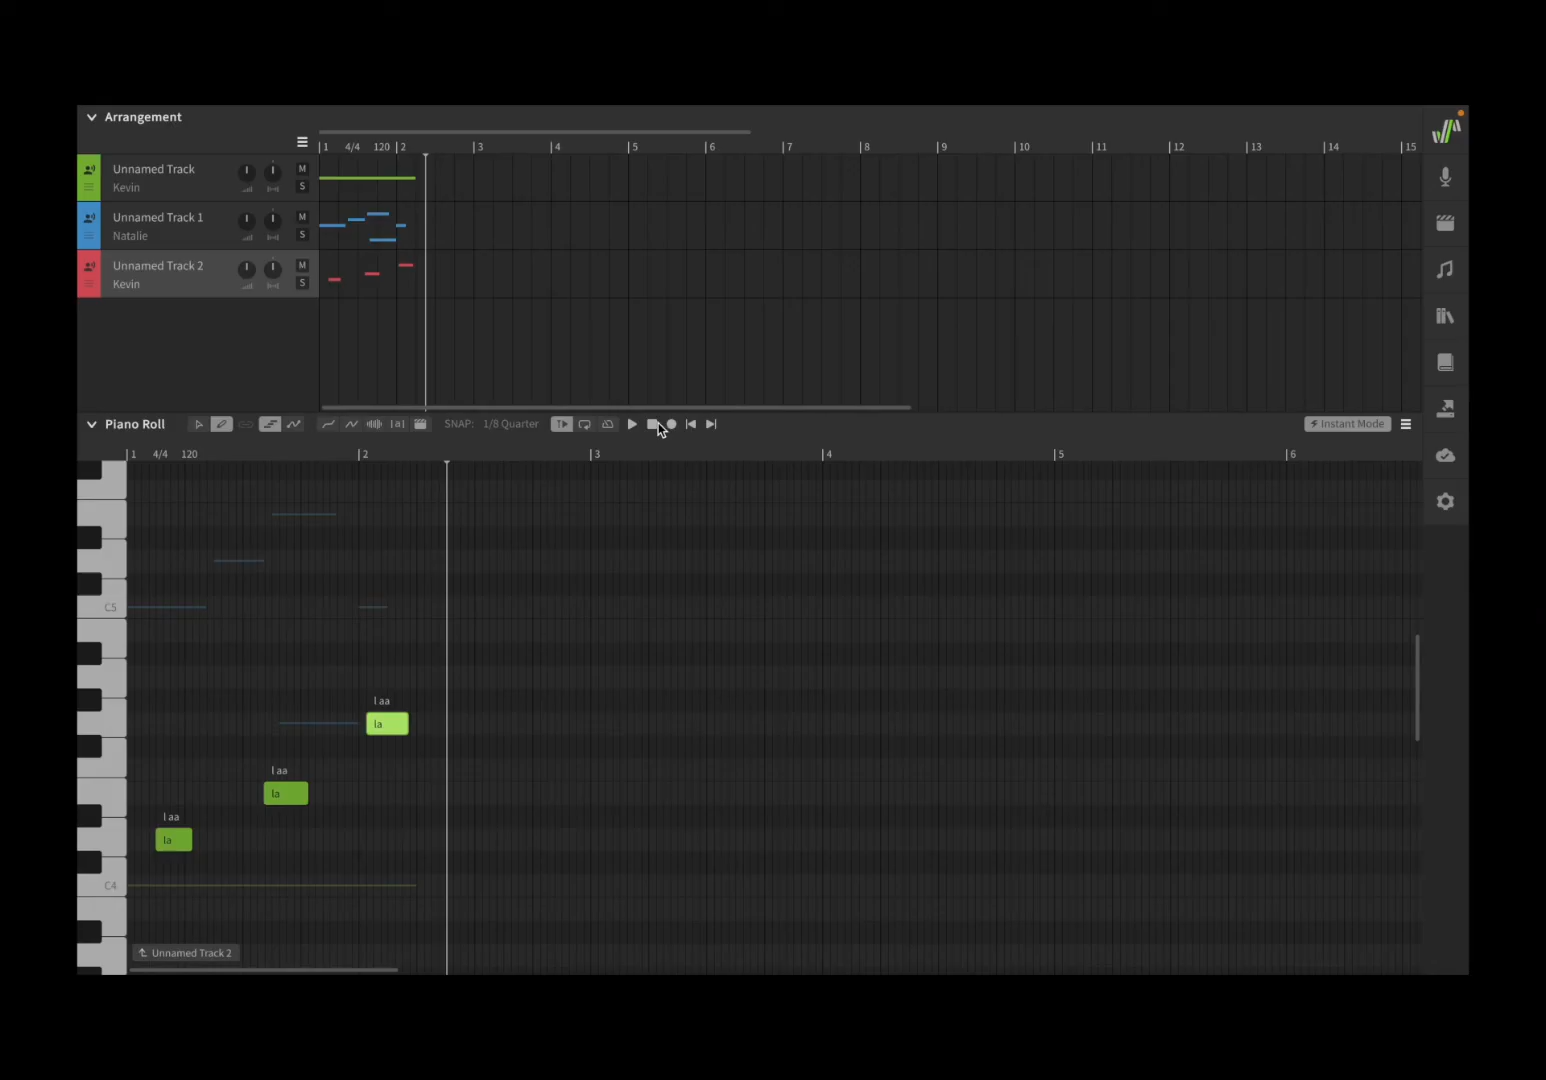 Arrangement
1 4/4 120 2 3 4 5 6 7 8 9 10 11 12 13 14 15
Unnamed Track M
Kevin S
Unnamed Track 1 M
Natalie S
Unnamed Track 2 M
Kevin S
Piano Roll SNAP: 1/8 Quarter Instant Mode
1 4/4 120 2 3 4 5 6
C5
l aa
la
l aa
la
l aa
la
C4
Unnamed Track 2